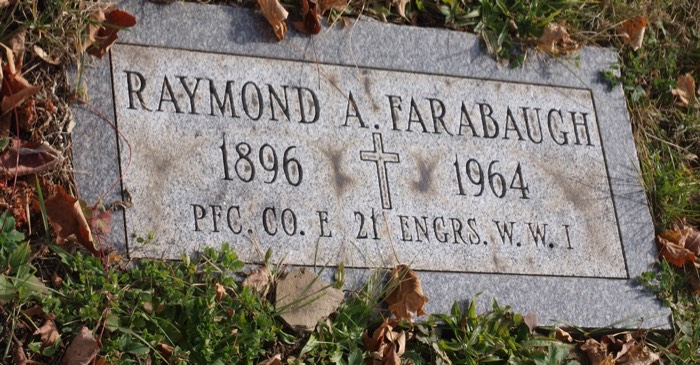 RAYMOND A. FARABAUGH
1896 1964
PFC. CO. E 21 ENGRS. W. W. I